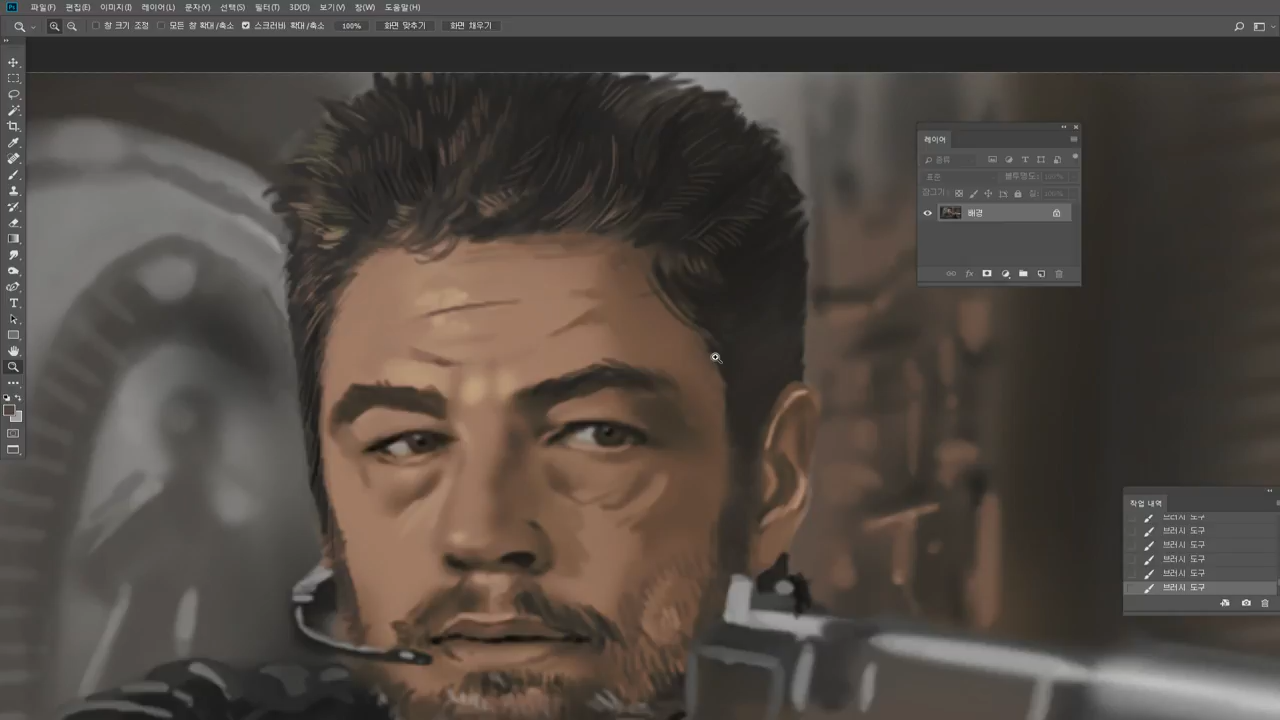 Ps 파일(F) 편집(E) 이미지(I) 레이어(L) 문자(Y) 선택(S) 필터(T) 3D(D) 보기(V) 창(W) 도움말(H)
창 크기 조정 모든 창 확대/축소 스크러비 확대/축소 100% 화면 맞추기 화면 채우기
레이어
종류
표준 불투명도: 100%
잠그기: 칠: 100%
배경
fx
작업 내역
브러시 도구
브러시 도구
브러시 도구
브러시 도구
브러시 도구
브러시 도구